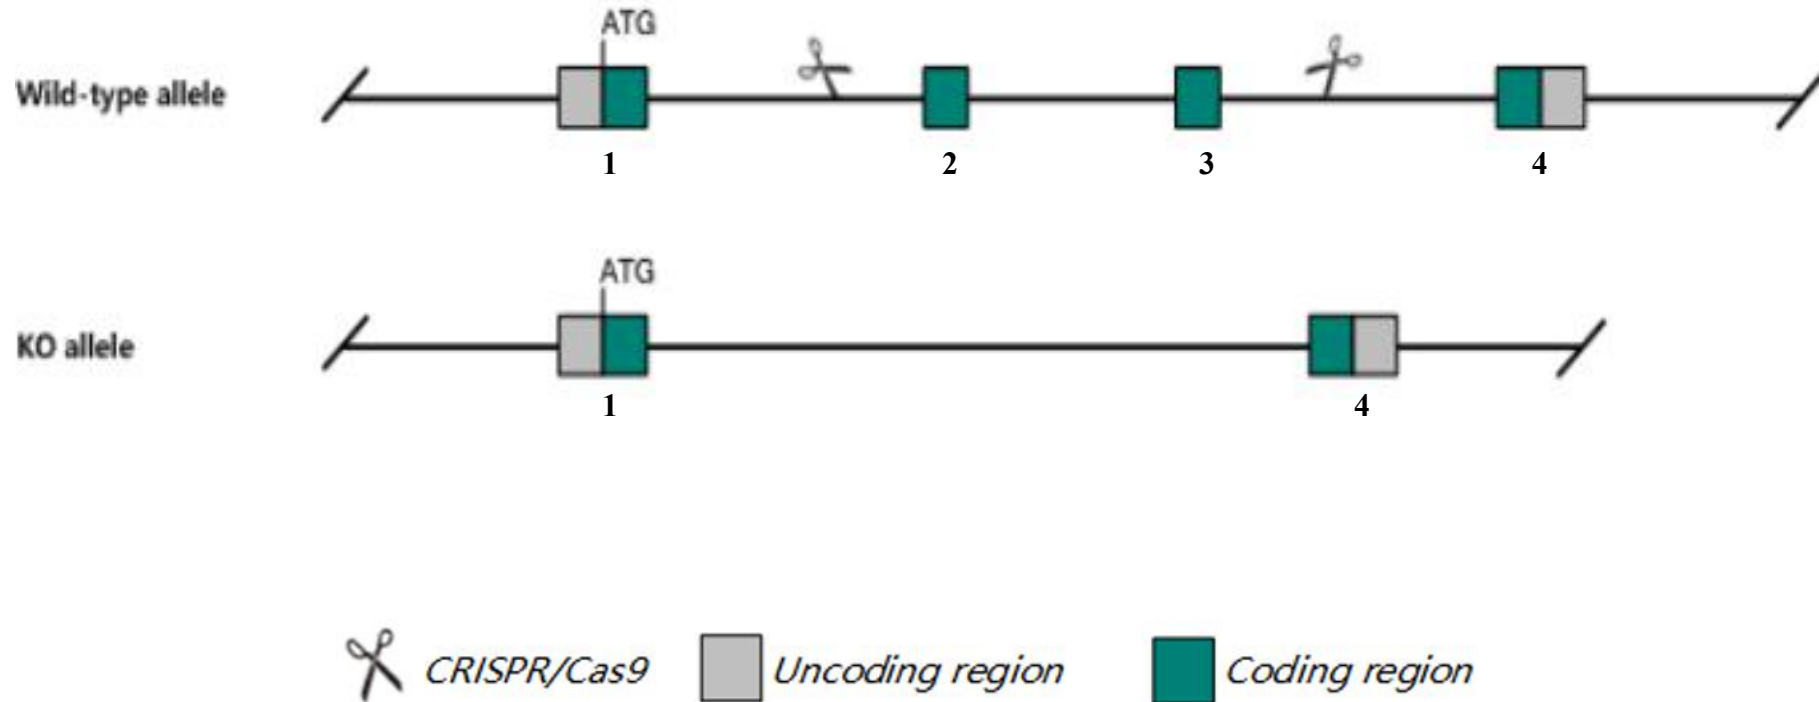 ATG
Wild-type allele
1 2 3 4
ATG
KO allele
1 4
CRISPR/Cas9 Uncoding region Coding region